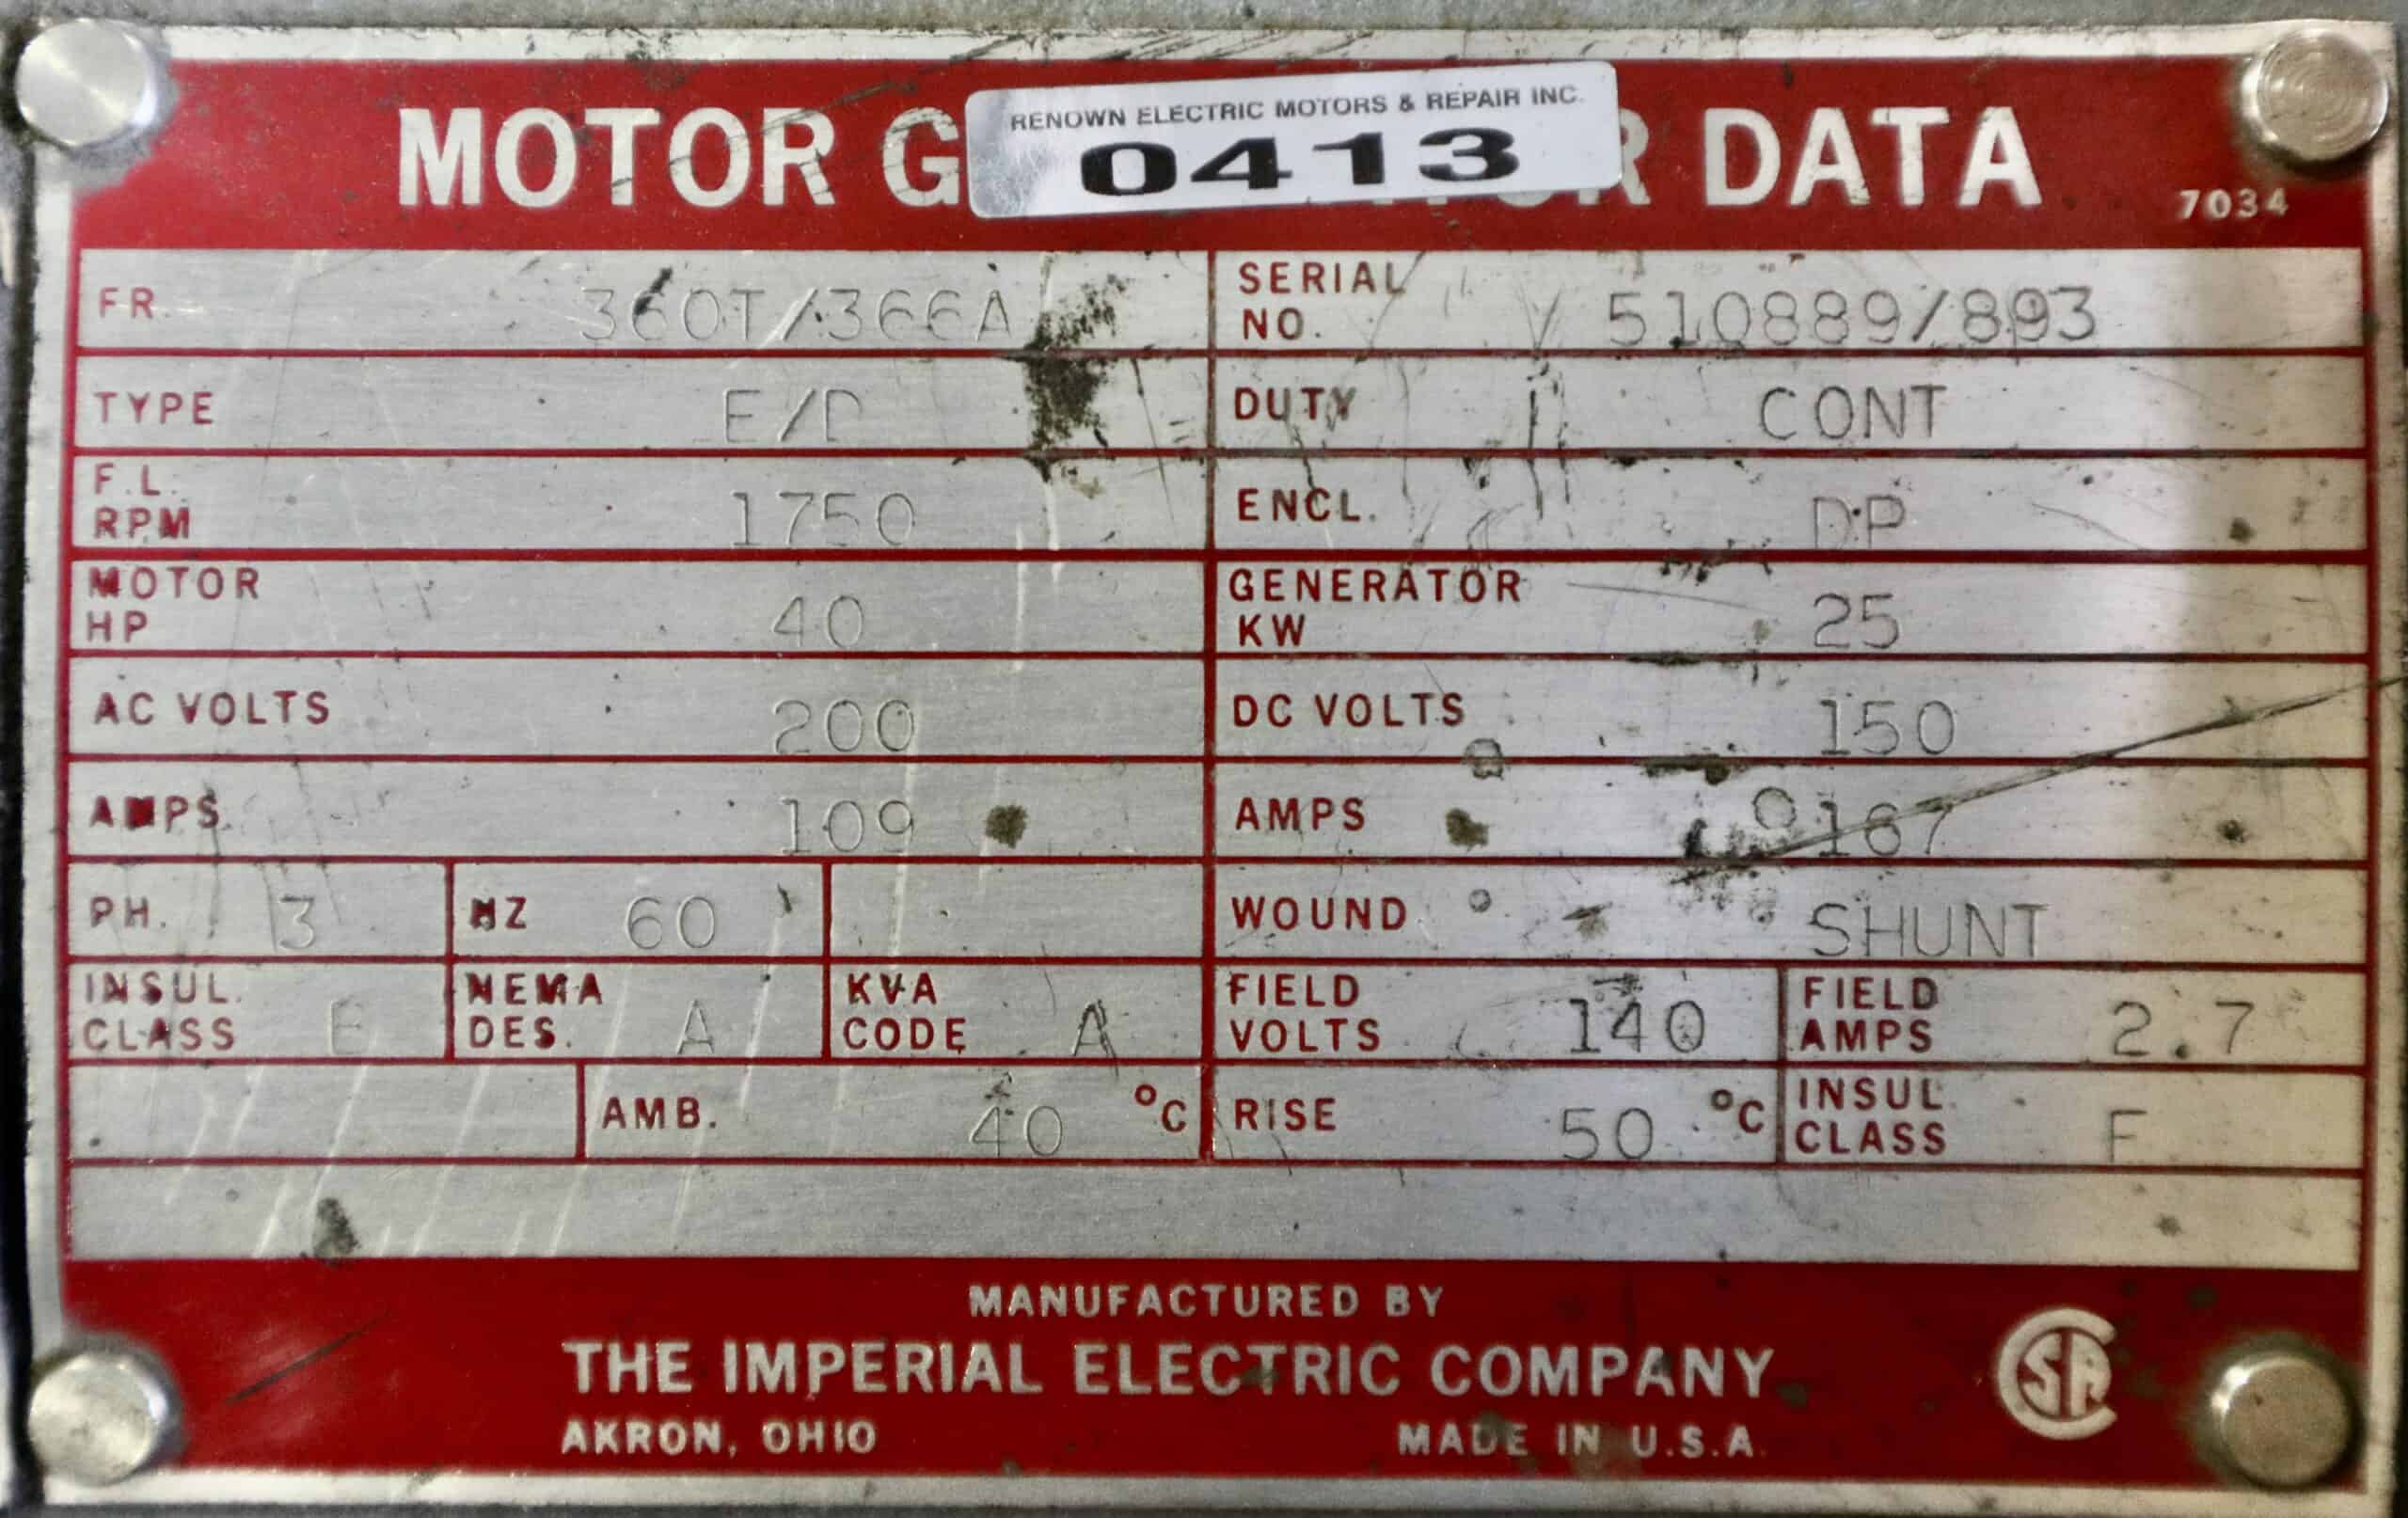 RENOWN ELECTRIC MOTORS & REPAIR INC.
0413
MOTOR DATA
7034
FR. 360T/366A
SERIAL NO. 510889/893
TYPE
DUTY CONT
F.L. RPM 1750
ENCL. DP
MOTOR HP 40
GENERATOR KW 25
AC VOLTS 200
DC VOLTS 150
AMPS 109
AMPS 167
PH. 3 HZ 60
WOUND SHUNT
INSUL. CLASS NEMA DES. A KVA CODE A
FIELD VOLTS 140 FIELD AMPS 2.7
AMB. 40 °C
RISE 50 °C INSUL. CLASS F
MANUFACTURED BY
THE IMPERIAL ELECTRIC COMPANY
AKRON, OHIO MADE IN U.S.A.